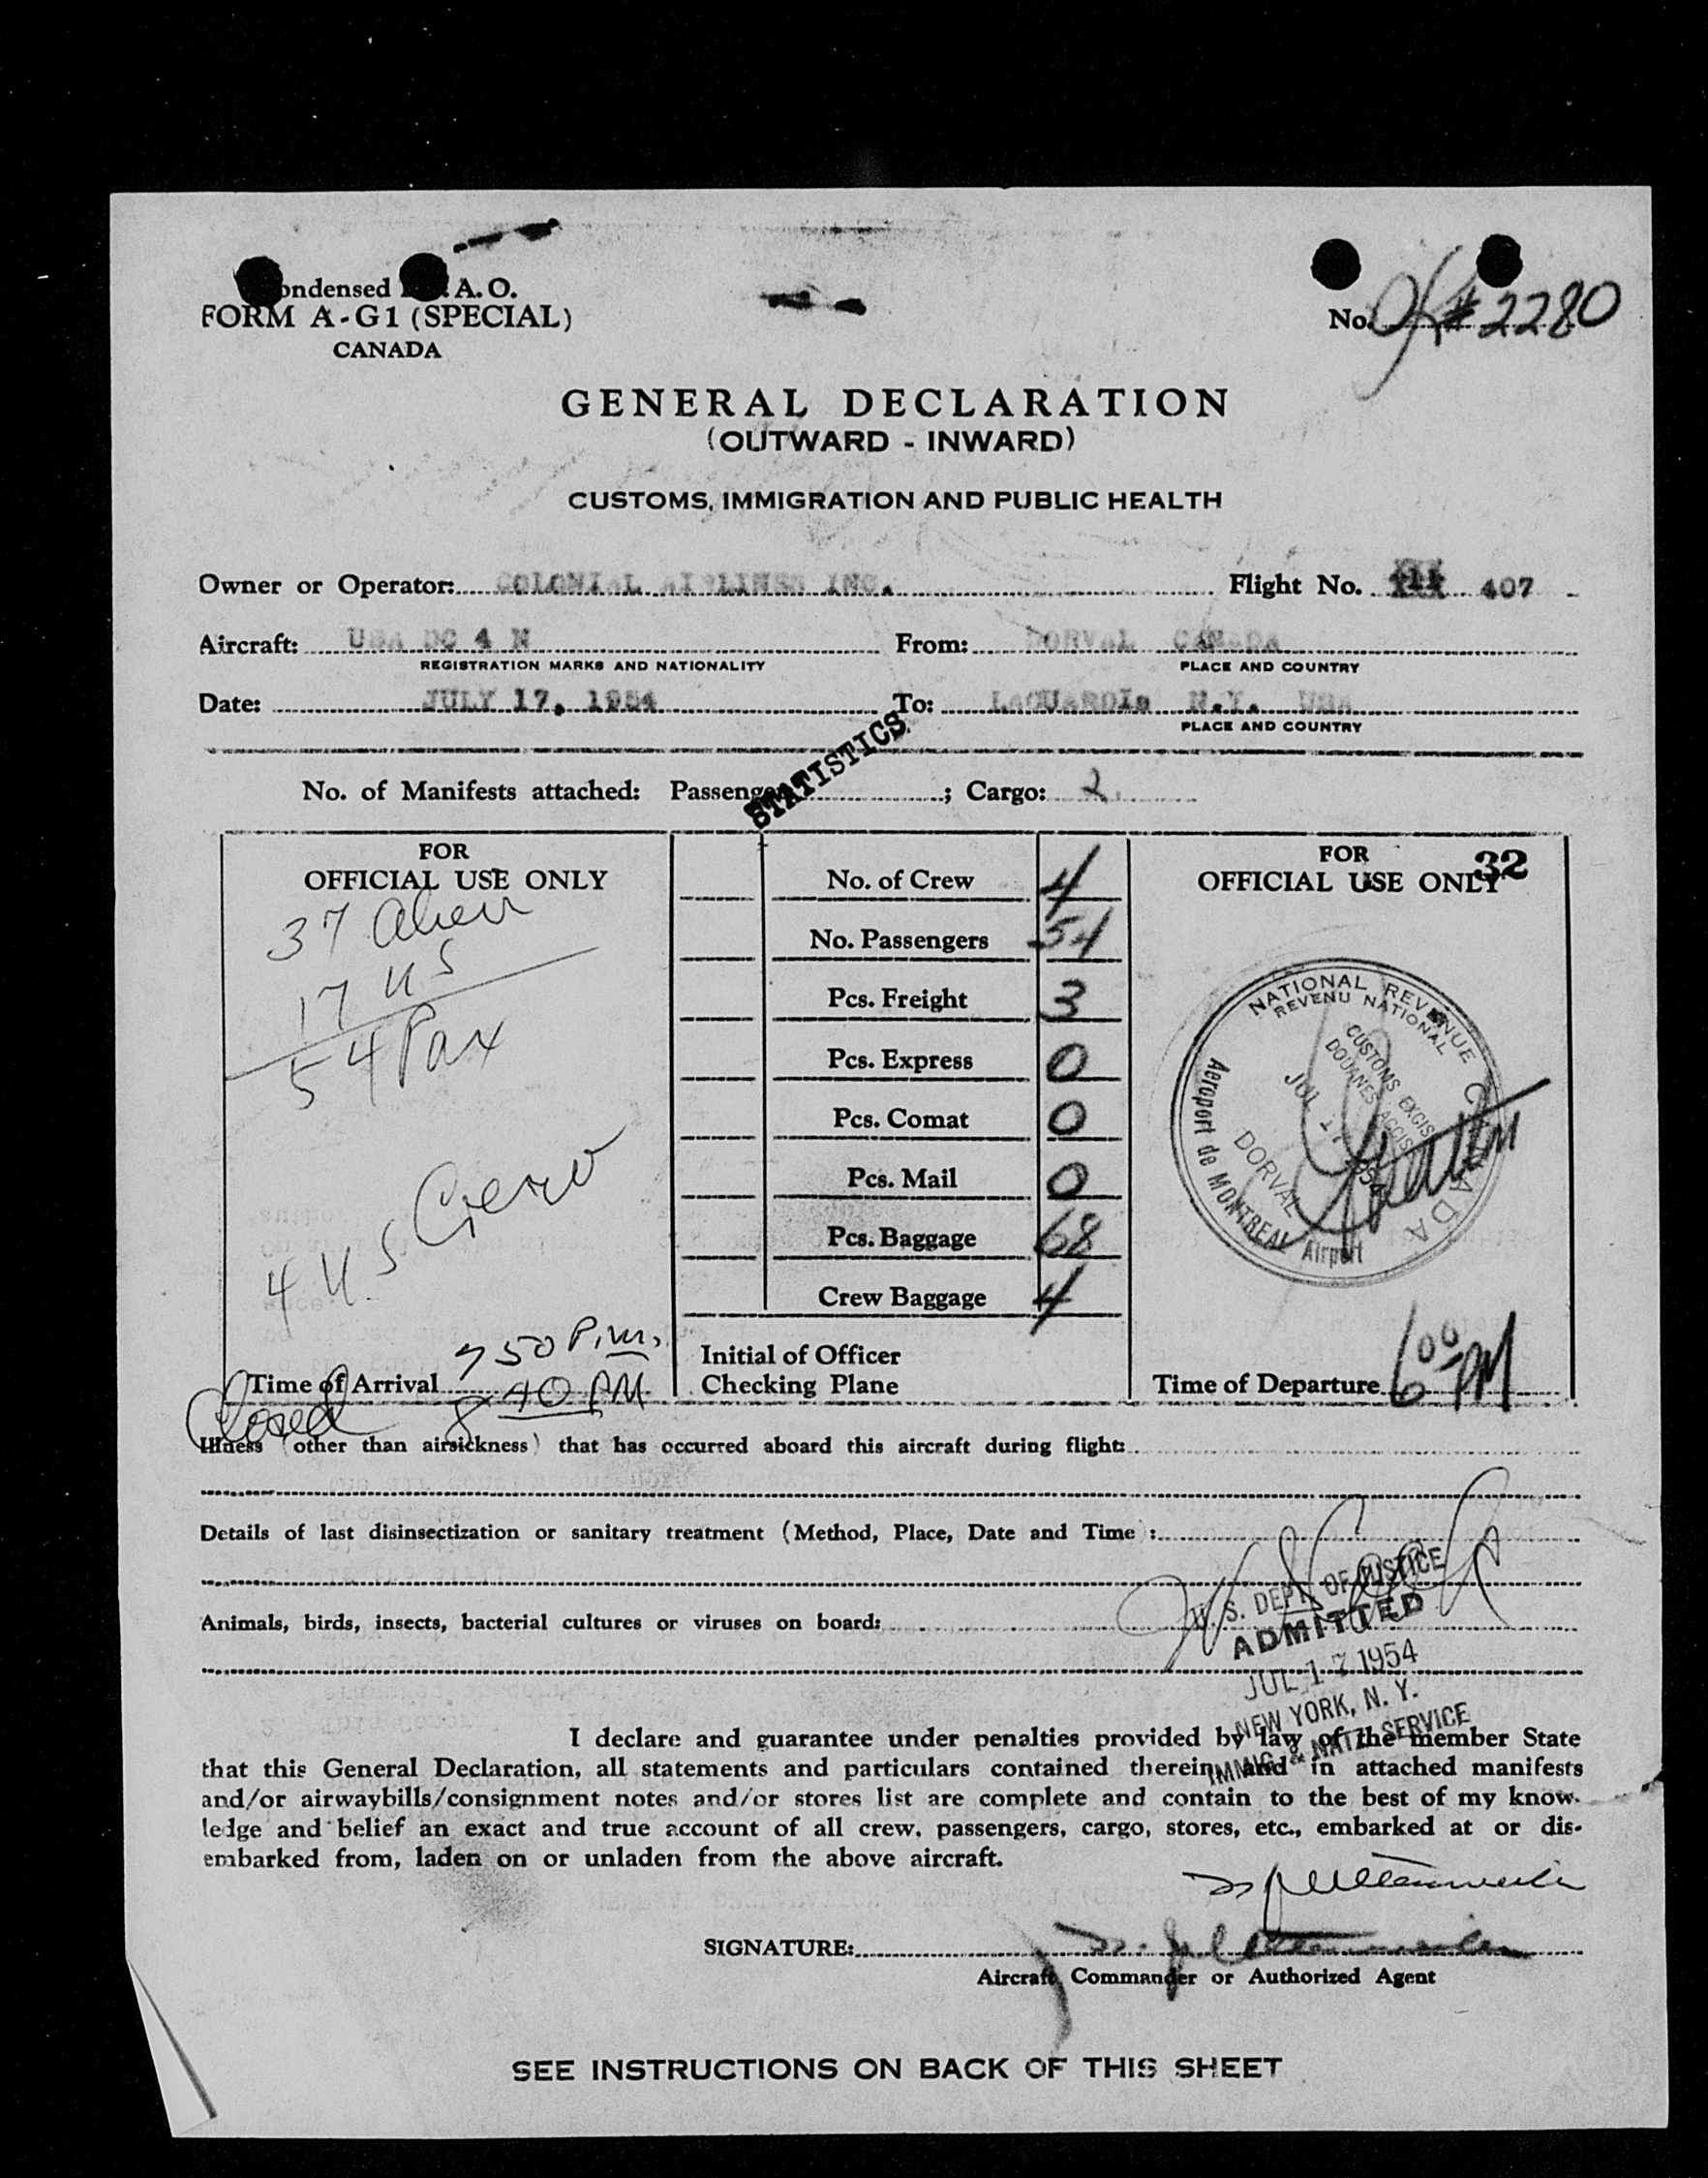 ondensed A. O.
FORM A-G1 (SPECIAL)
CANADA
No. # 2280
GENERAL DECLARATION
(OUTWARD - INWARD)
CUSTOMS, IMMIGRATION AND PUBLIC HEALTH
Owner or Operator: COLONIAL AIRLINES INC. Flight No. 407
Aircraft: USA DC 4 N From: DORVAL CANADA
REGISTRATION MARKS AND NATIONALITY PLACE AND COUNTRY
Date: JULY 17, 1954 To: LAGUARDIA N.Y. USA
PLACE AND COUNTRY
STATISTICS
No. of Manifests attached: Passenger ; Cargo: 2
FOR
OFFICIAL USE ONLY
37 Alien
17 US
54 Pax
4 U.S Crew
Time of Arrival 7 50 P.M.
Closed 8 40 PM
No. of Crew 4
No. Passengers 54
Pcs. Freight 3
Pcs. Express 0
Pcs. Comat 0
Pcs. Mail 0
Pcs. Baggage 68
Crew Baggage 4
Initial of Officer
Checking Plane
FOR
OFFICIAL USE ONLY
32
NATIONAL REVENUE CANADA
REVENU NATIONAL
CUSTOMS EXCISE
DOUANES ACCISE
JUL 17 1954
DORVAL
Aeroport de MONTREAL Airport
Time of Departure 6 00 PM
Illness (other than airsickness) that has occurred aboard this aircraft during flight:
Details of last disinsectization or sanitary treatment (Method, Place, Date and Time):
Animals, birds, insects, bacterial cultures or viruses on board:
U. S. DEPT. OF JUSTICE
ADMITTED
JUL 17 1954
NEW YORK, N. Y.
IMMIG. & NATZ. SERVICE
I declare and guarantee under penalties provided by law of the member State
that this General Declaration, all statements and particulars contained therein, and in attached manifests
and/or airwaybills/consignment notes and/or stores list are complete and contain to the best of my know-
ledge and belief an exact and true account of all crew, passengers, cargo, stores, etc., embarked at or dis-
embarked from, laden on or unladen from the above aircraft.
SIGNATURE:
Aircraft Commander or Authorized Agent
SEE INSTRUCTIONS ON BACK OF THIS SHEET